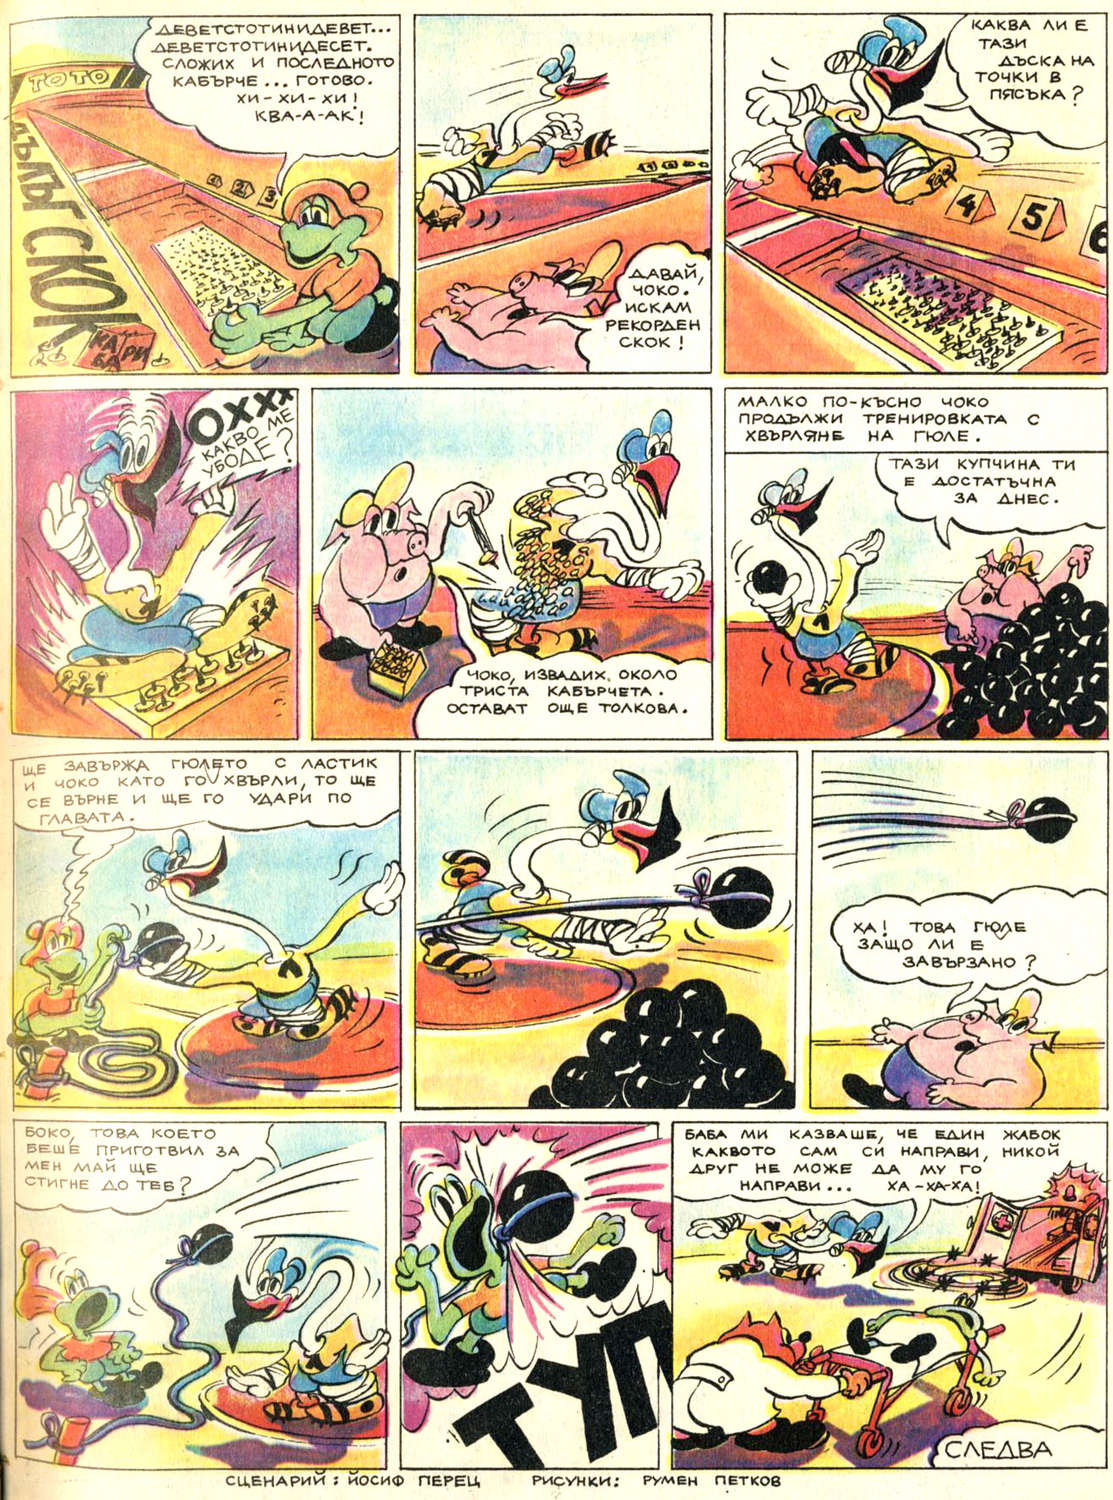 ДЕВЕТСТОТИНИДЕВЕТ...
ДЕВЕТСТОТИНИДЕСЕТ.
СЛОЖИХ И ПОСЛЕДНОТО
КАБЪРЧЕ... ГОТОВО.
ХИ-ХИ-ХИ!
КВА-А-АК!
ТОТО
ДЪЛЪГ СКОК
1 2 3
КАБАРИ
ДАВАЙ,
ЧОКО.
ИСКАМ
РЕКОРДЕН
СКОК!
КАКВА ЛИ Е
ТАЗИ
ДЪСКА НА
ТОЧКИ В
ПЯСЪКА?
4 5 6
ОХХХ
КАКВО МЕ
УБОДЕ?
ЧОКО, ИЗВАДИХ ОКОЛО
ТРИСТА КАБЪРЧЕТА.
ОСТАВАТ ОЩЕ ТОЛКОВА.
МАЛКО ПО-КЪСНО ЧОКО
ПРОДЪЛЖИ ТРЕНИРОВКАТА С
ХВЪРЛЯНЕ НА ГЮЛЕ.
ТАЗИ КУПЧИНА ТИ
Е ДОСТАТЪЧНА
ЗА ДНЕС.
ЩЕ ЗАВЪРЖА ГЮЛЕТО С ЛАСТИК
И ЧОКО КАТО ГО ХВЪРЛИ, ТО ЩЕ
СЕ ВЪРНЕ И ЩЕ ГО УДАРИ ПО
ГЛАВАТА.
ХА! ТОВА ГЮЛЕ
ЗАЩО ЛИ Е
ЗАВЪРЗАНО?
БОКО, ТОВА КОЕТО
БЕШЕ ПРИГОТВИЛ ЗА
МЕН МАЙ ЩЕ
СТИГНЕ ДО ТЕБ?
ТУП
БАБА МИ КАЗВАШЕ, ЧЕ ЕДИН ЖАБОК
КАКВОТО САМ СИ НАПРАВИ, НИКОЙ
ДРУГ НЕ МОЖЕ ДА МУ ГО
НАПРАВИ... ХА-ХА-ХА!
СЛЕДВА
СЦЕНАРИЙ: ЙОСИФ ПЕРЕЦ РИСУНКИ: РУМЕН ПЕТКОВ